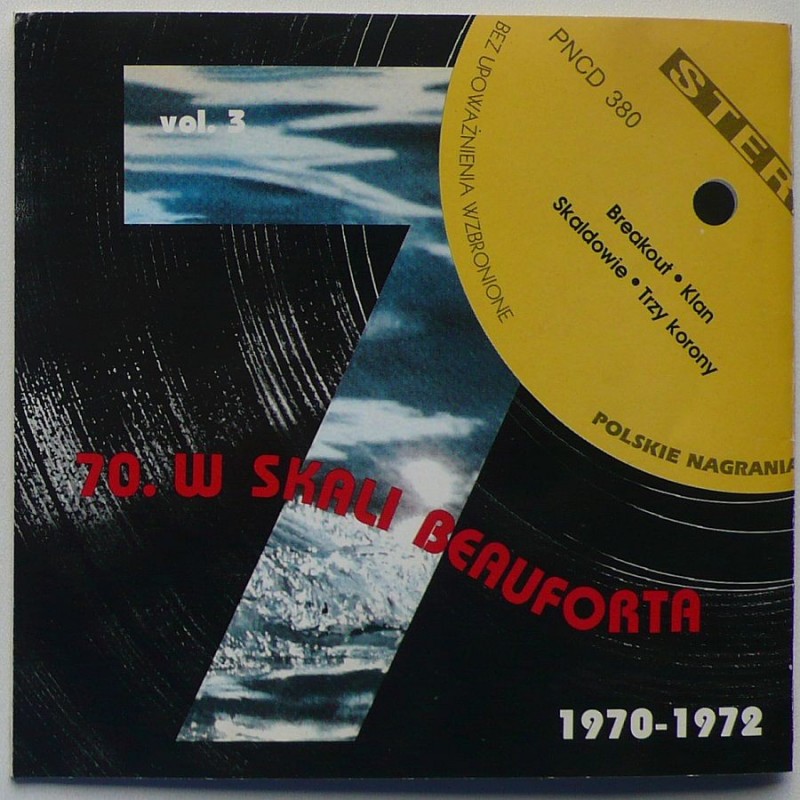 vol. 3
BEZ UPOWAŻNIENIA WZBRONIONE
PNCD 380
STER
Breakout • Klan
Skaldowie • Trzy korony
POLSKIE NAGRANIA
70. W SKALI BEAUFORTA
1970-1972